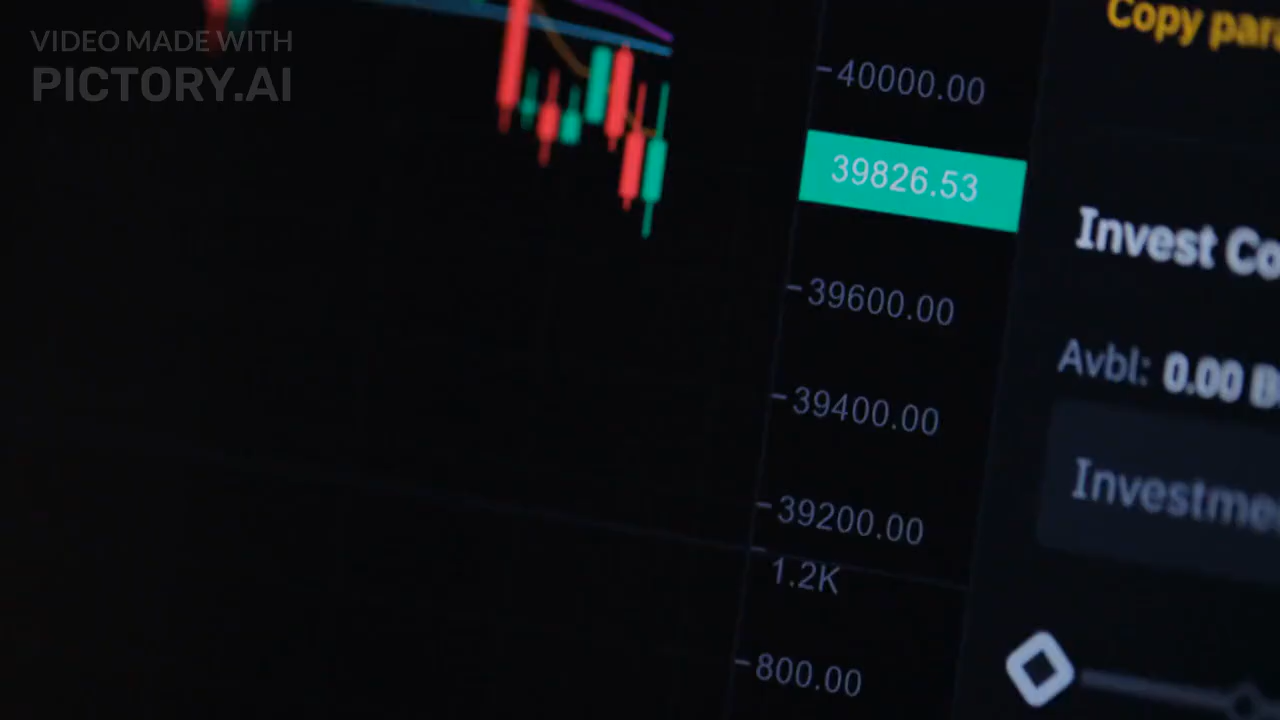 VIDEO MADE WITH
PICTORY.AI
Copy
40000.00
39826.53
39600.00
39400.00
39200.00
1.2K
800.00
Invest
Avbl: 0.00